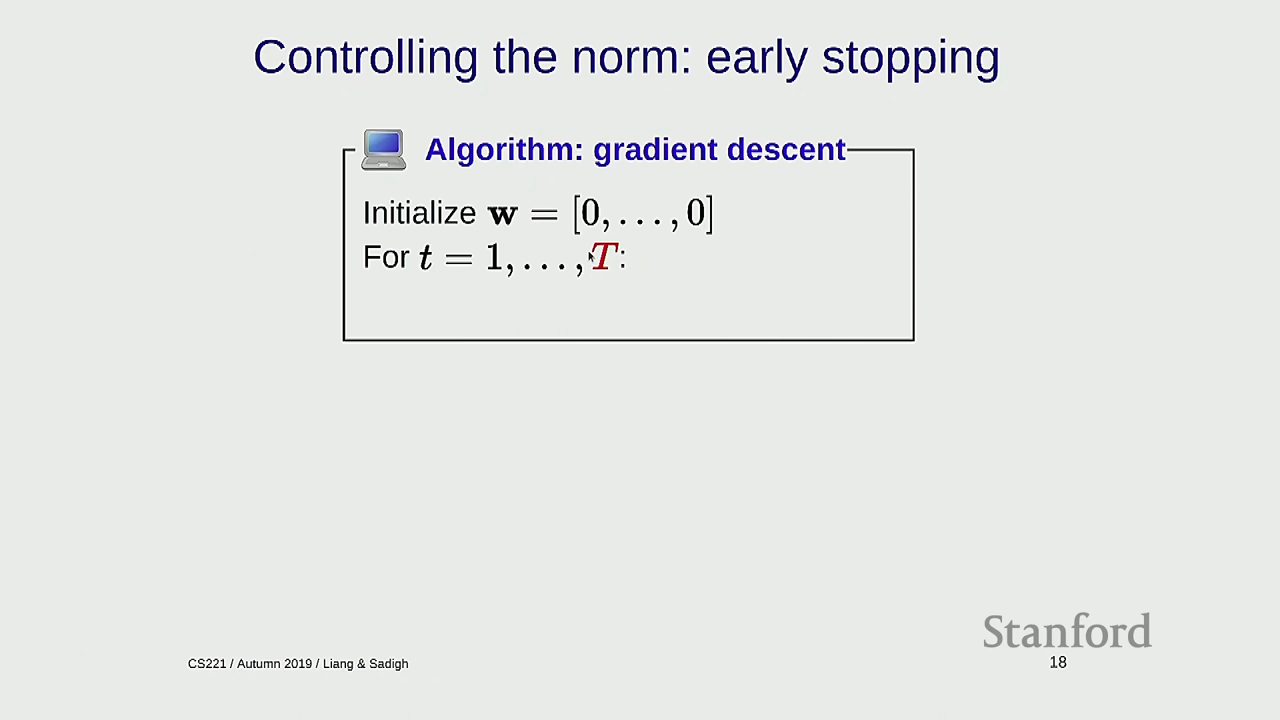 Controlling the norm: early stopping
Algorithm: gradient descent
Initialize w = [0, . . . , 0]
For t = 1, . . . , T:
Stanford
CS221 / Autumn 2019 / Liang & Sadigh
18